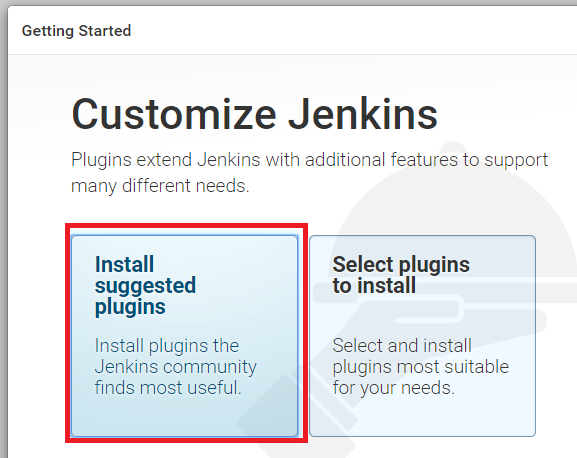 Getting Started
Customize Jenkins
Plugins extend Jenkins with additional features to support
many different needs.
Install
suggested
plugins
Install plugins the
Jenkins community
finds most useful.
Select plugins
to install
Select and install
plugins most suitable
for your needs.